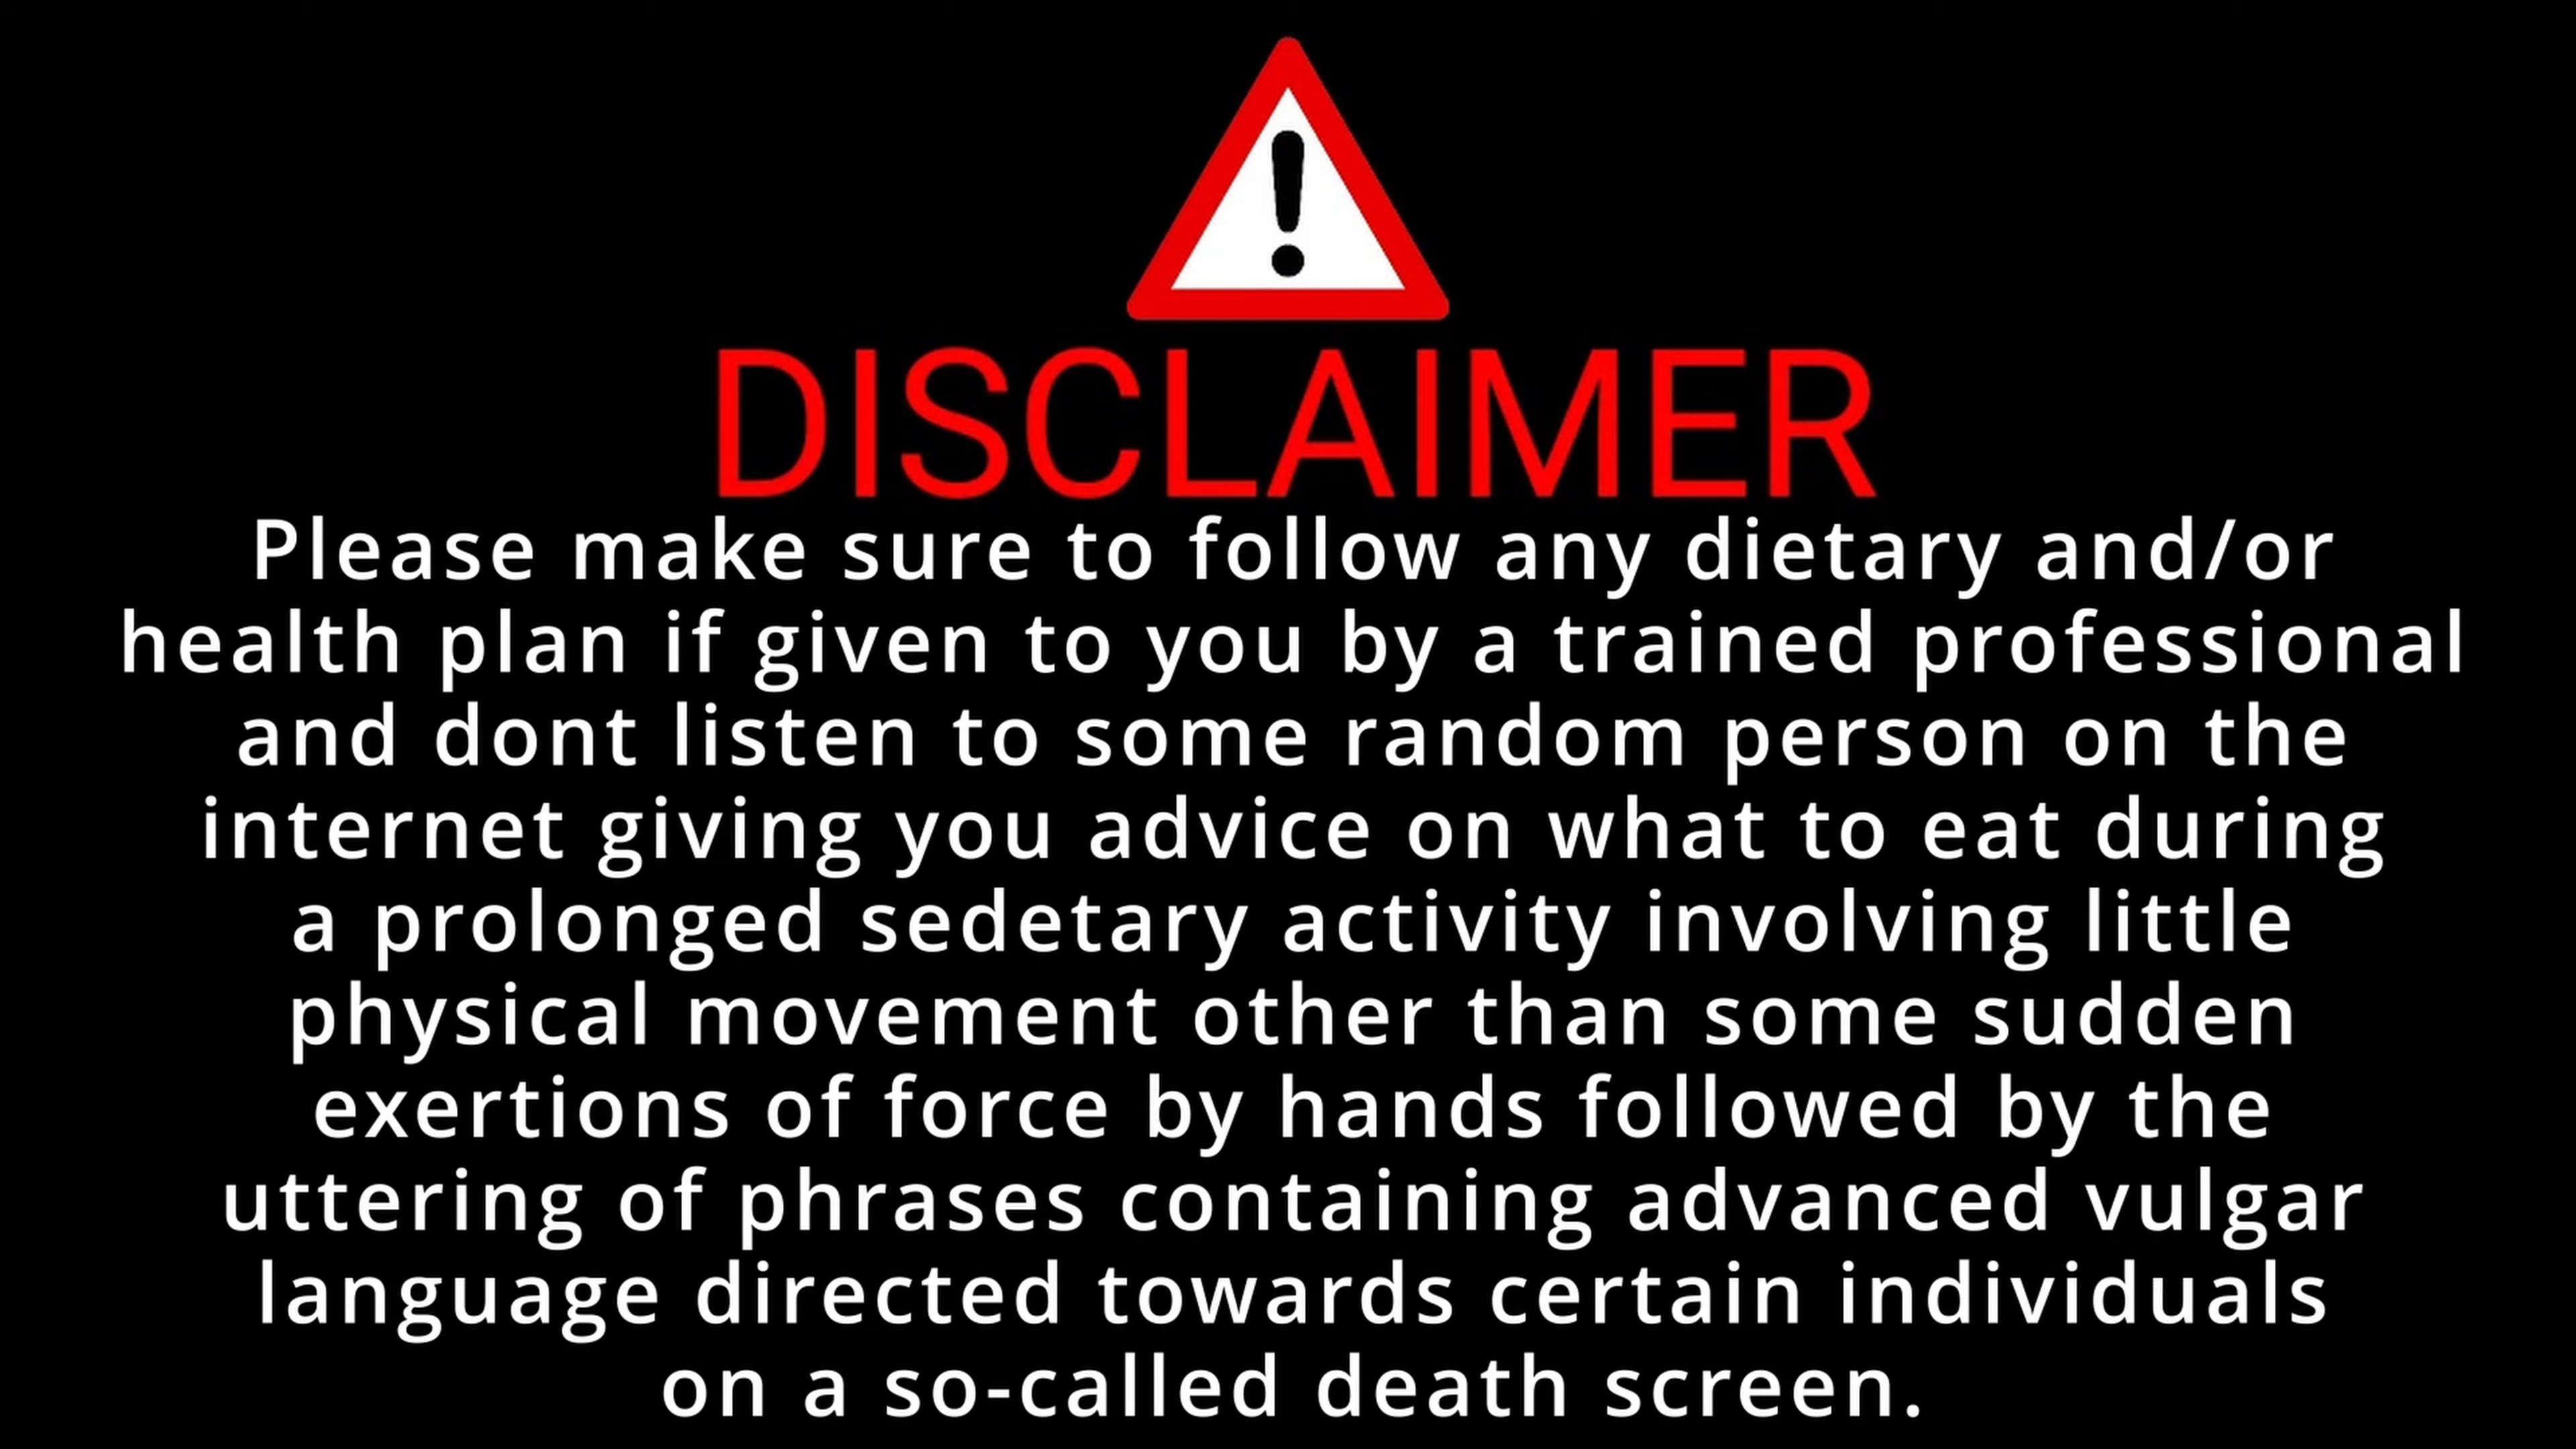 DISCLAIMER
Please make sure to follow any dietary and/or
health plan if given to you by a trained professional
and dont listen to some random person on the
internet giving you advice on what to eat during
a prolonged sedetary activity involving little
physical movement other than some sudden
exertions of force by hands followed by the
uttering of phrases containing advanced vulgar
language directed towards certain individuals
on a so-called death screen.